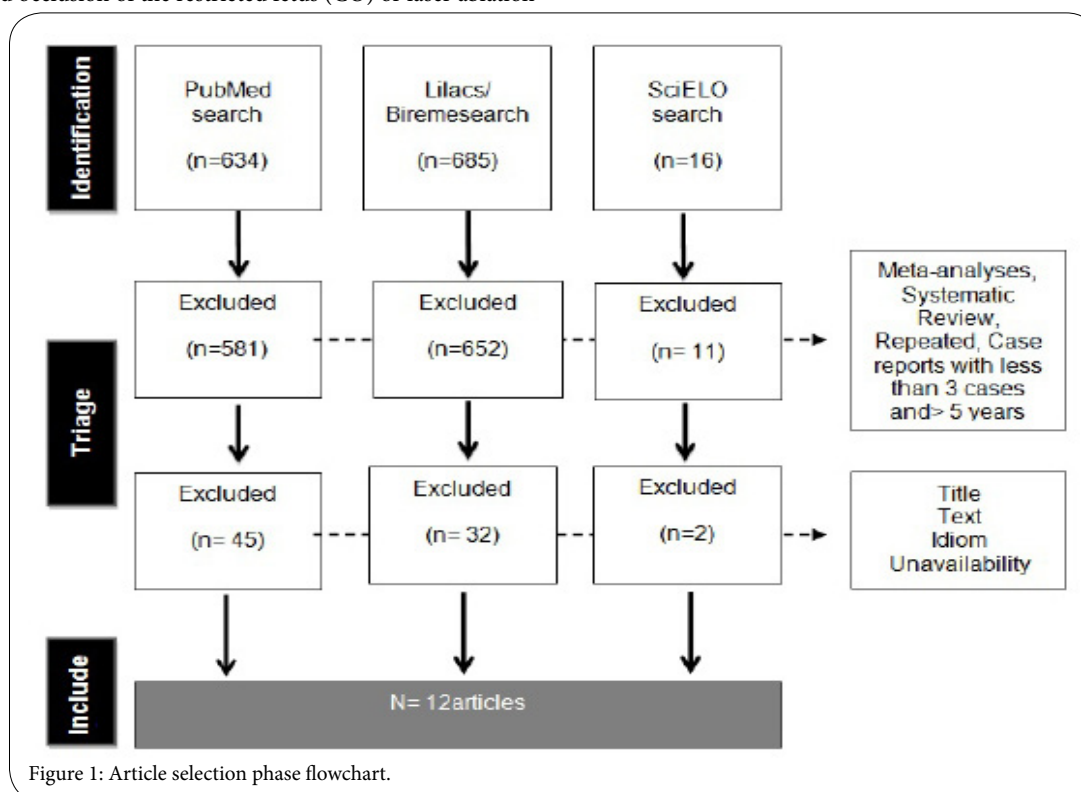 Identification
PubMed
search
(n=634)
Lilacs/
Biremesearch
(n=685)
SciELO
search
(n=16)
Triage
Excluded
(n=581)
Excluded
(n=652)
Excluded
(n= 11)
Meta-analyses,
Systematic
Review,
Repeated, Case
reports with less
than 3 cases
and> 5 years
Excluded
(n= 45)
Excluded
(n= 32)
Excluded
(n=2)
Title
Text
Idiom
Unavailability
Include
N= 12articles
Figure 1: Article selection phase flowchart.